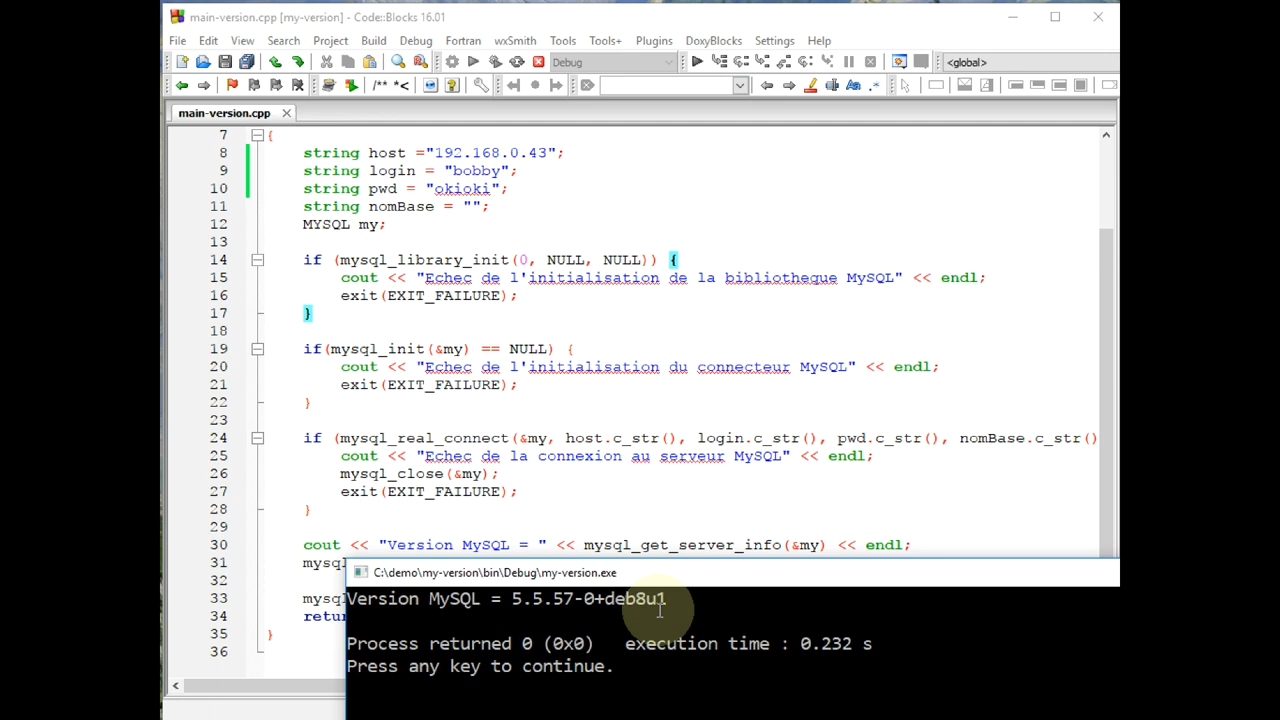 main-version.cpp [my-version] - Code::Blocks 16.01
File Edit View Search Project Build Debug Fortran wxSmith Tools Tools+ Plugins DoxyBlocks Settings Help
Debug <global>
/** *<
main-version.cpp
7 {
8 string host ="192.168.0.43";
9 string login = "bobby";
10 string pwd = "okioki";
11 string nomBase = "";
12 MYSQL my;
13
14 if (mysql_library_init(0, NULL, NULL)) {
15 cout << "Echec de l'initialisation de la bibliotheque MySQL" << endl;
16 exit(EXIT_FAILURE);
17 }
18
19 if(mysql_init(&my) == NULL) {
20 cout << "Echec de l'initialisation du connecteur MySQL" << endl;
21 exit(EXIT_FAILURE);
22 }
23
24 if (mysql_real_connect(&my, host.c_str(), login.c_str(), pwd.c_str(), nomBase.c_str()
25 cout << "Echec de la connexion au serveur MySQL" << endl;
26 mysql_close(&my);
27 exit(EXIT_FAILURE);
28 }
29
30 cout << "Version MySQL = " << mysql_get_server_info(&my) << endl;
31 mysq
32
33 mysq
34 retur
35 }
36
C:\demo\my-version\bin\Debug\my-version.exe
Version MySQL = 5.5.57-0+deb8u1
Process returned 0 (0x0) execution time : 0.232 s
Press any key to continue.